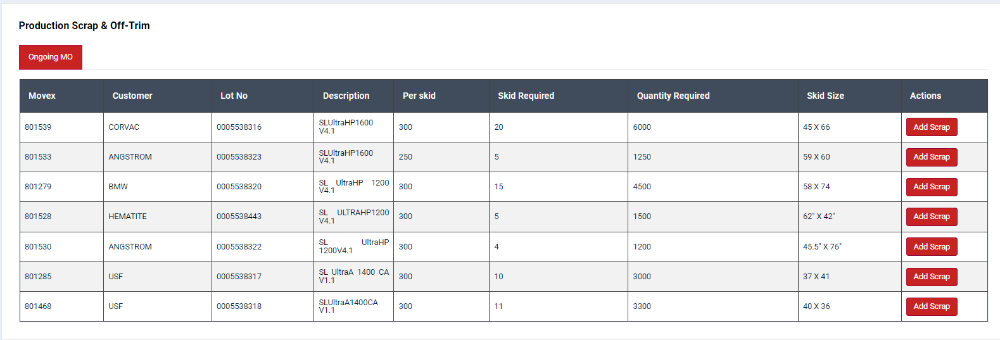 Production Scrap & Off-Trim
Ongoing MO
Movex Customer Lot No Description Per skid Skid Required Quantity Required Skid Size Actions
801539 CORVAC 0005538316 SLUltraHP1600 V4.1 300 20 6000 45 X 66 Add Scrap
801533 ANGSTROM 0005538323 SLUltraHP1600 V4.1 250 5 1250 59 X 60 Add Scrap
801279 BMW 0005538320 SL UltraHP 1200 V4.1 300 15 4500 58 X 74 Add Scrap
801528 HEMATITE 0005538443 SL ULTRAHP1200 V4.1 300 5 1500 62" X 42" Add Scrap
801530 ANGSTROM 0005538322 SL UltraHP 1200V4.1 300 4 1200 45.5" X 76" Add Scrap
801285 USF 0005538317 SL UltraA 1400 CA V1.1 300 10 3000 37 X 41 Add Scrap
801468 USF 0005538318 SLUltraA1400CA V1.1 300 11 3300 40 X 36 Add Scrap